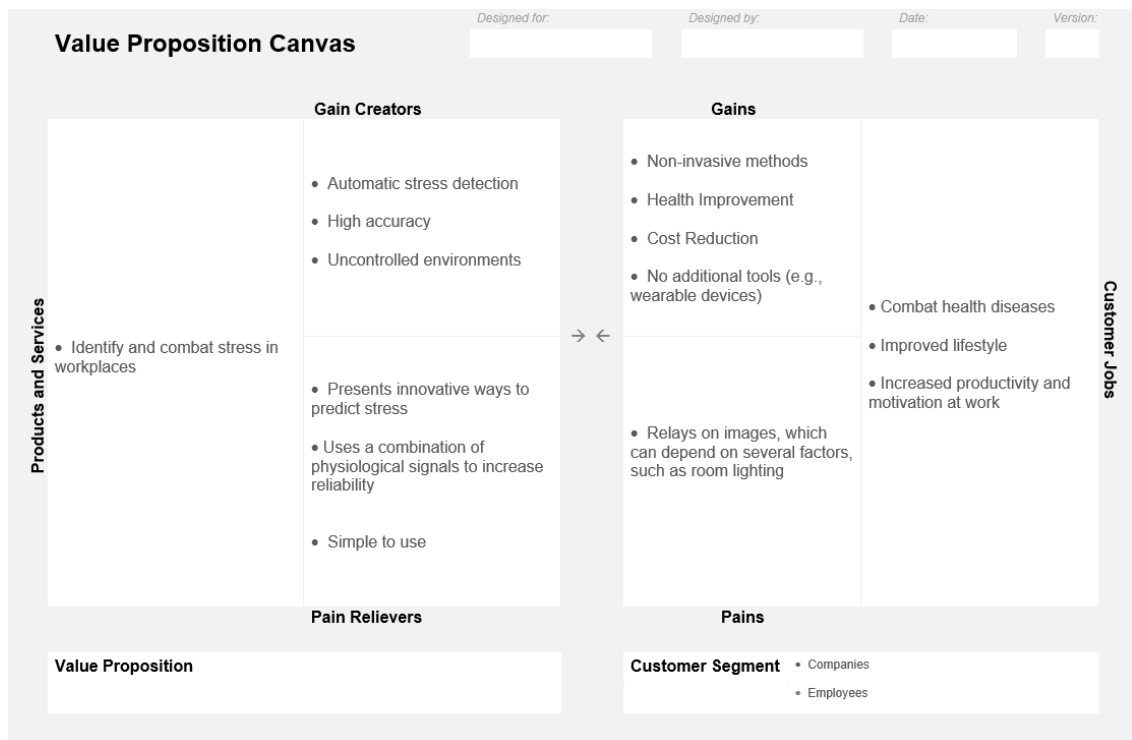 Designed for:
Designed by:
Date:
Version:
Value Proposition Canvas
Gain Creators
Gains
Products and Services
• Identify and combat stress in
workplaces
• Automatic stress detection
• High accuracy
• Uncontrolled environments
• Presents innovative ways to
predict stress
• Uses a combination of
physiological signals to increase
reliability
• Simple to use
→ ←
• Non-invasive methods
• Health Improvement
• Cost Reduction
• No additional tools (e.g.,
wearable devices)
• Relays on images, which
can depend on several factors,
such as room lighting
• Combat health diseases
• Improved lifestyle
• Increased productivity and
motivation at work
Customer Jobs
Pain Relievers
Pains
Value Proposition
Customer Segment
• Companies
• Employees